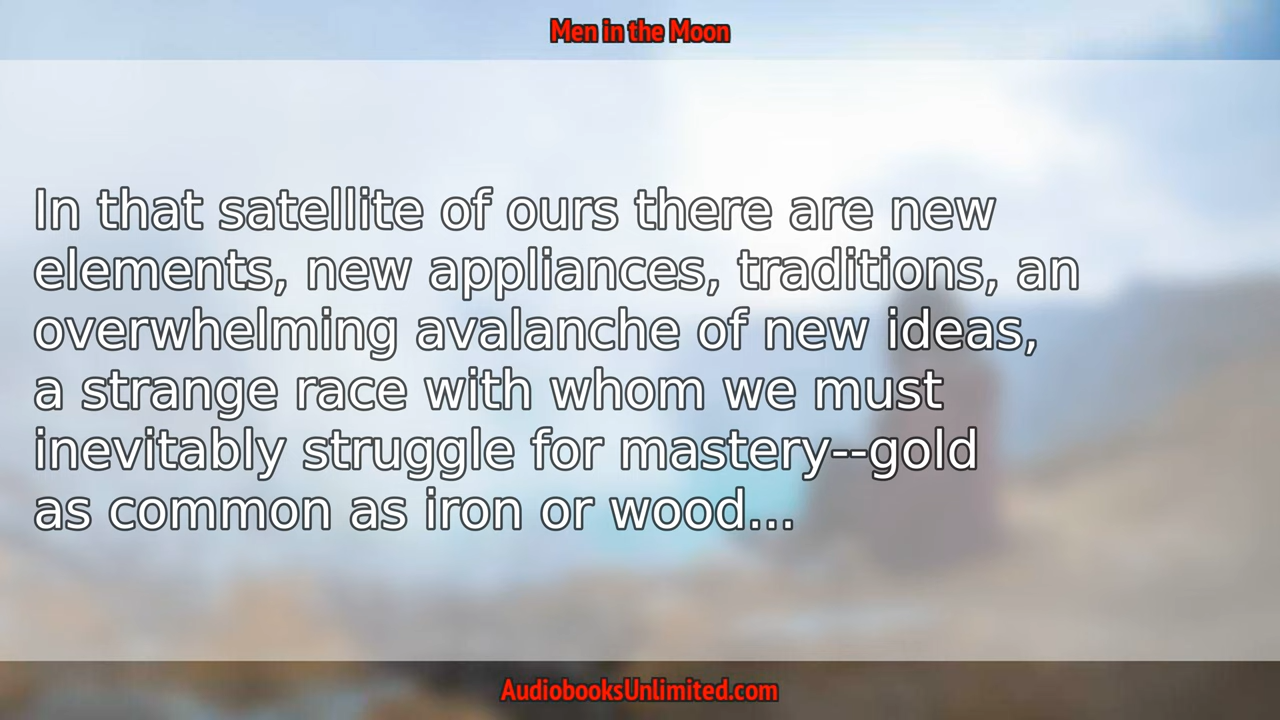 Men in the Moon
In that satellite of ours there are new
elements, new appliances, traditions, an
overwhelming avalanche of new ideas,
a strange race with whom we must
inevitably struggle for mastery--gold
as common as iron or wood...
AudiobooksUnlimited.com